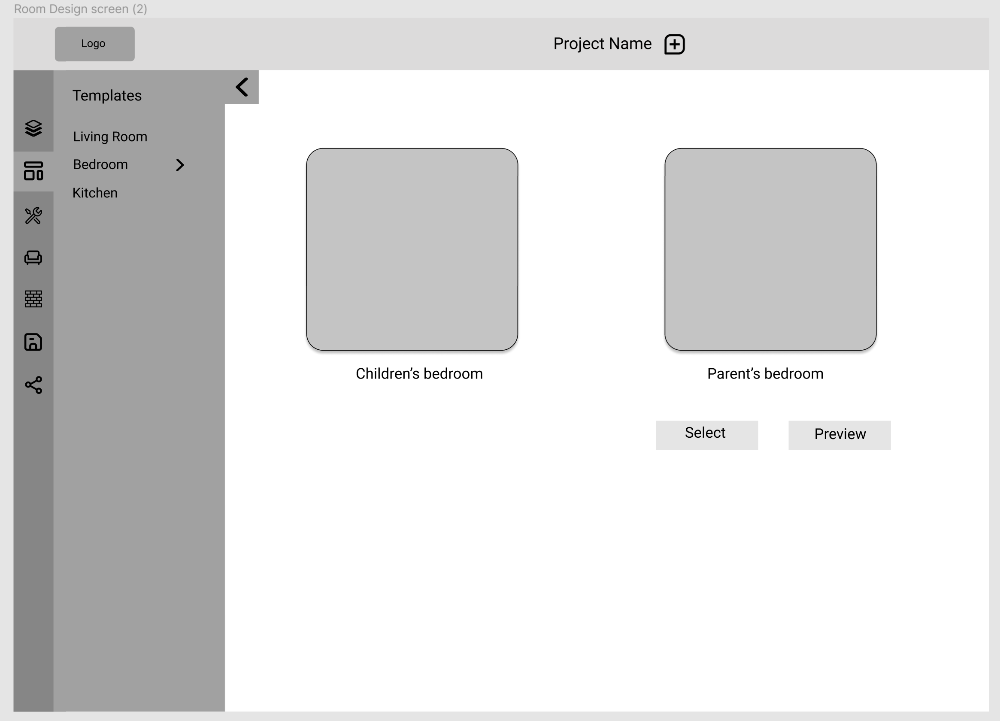 Room Design screen (2)
Logo
Project Name
Templates
Living Room
Bedroom
Kitchen
Children’s bedroom
Parent’s bedroom
Select
Preview